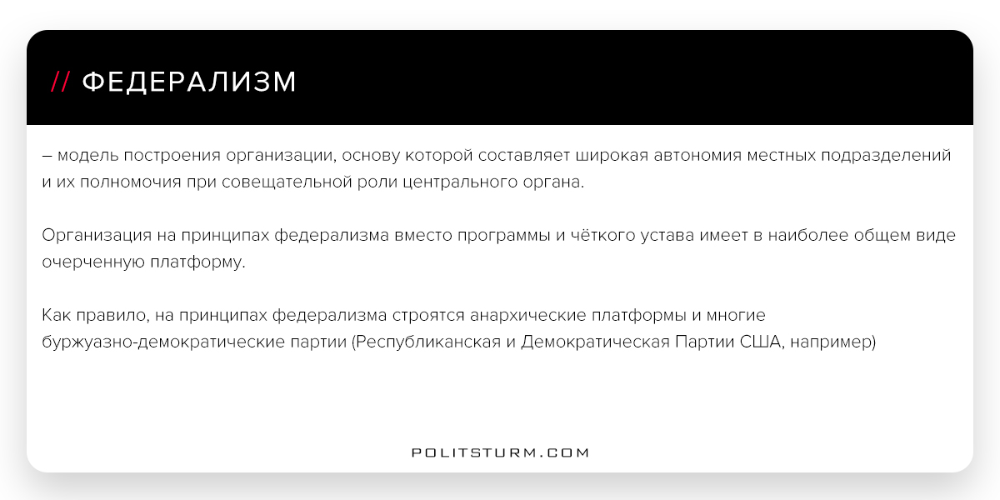 // ФЕДЕРАЛИЗМ
– модель построения организации, основу которой составляет широкая автономия местных подразделений
и их полномочия при совещательной роли центрального органа.
Организация на принципах федерализма вместо программы и чёткого устава имеет в наиболее общем виде
очерченную платформу.
Как правило, на принципах федерализма строятся анархические платформы и многие
буржуазно-демократические партии (Республиканская и Демократическая Партии США, например)
POLITSTURM.COM